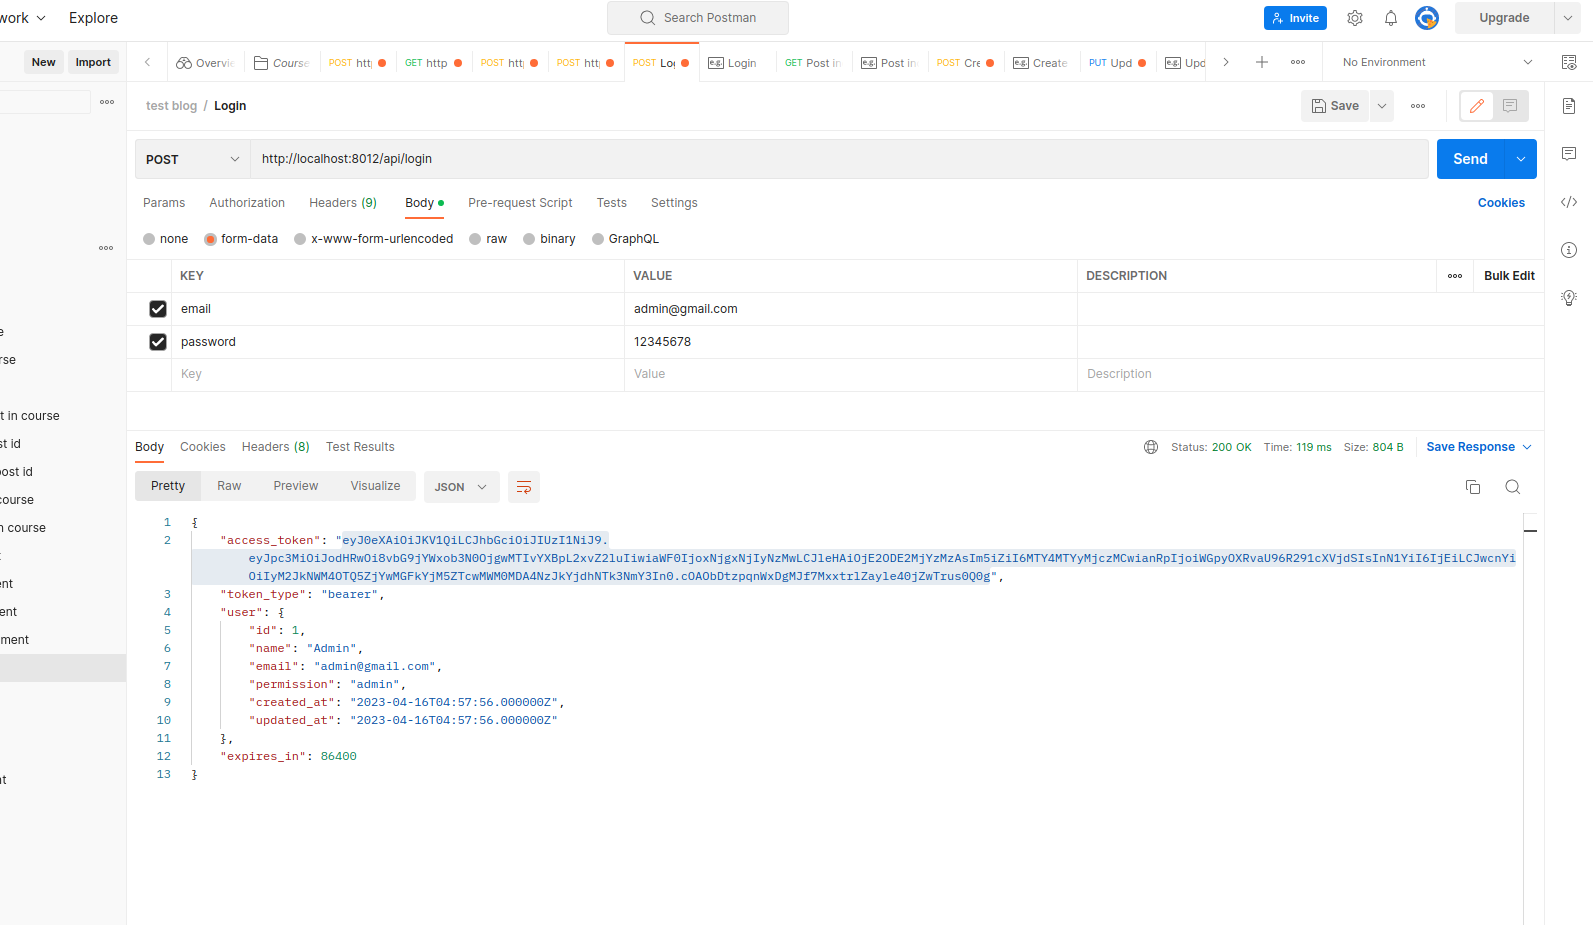 work Explore Search Postman Invite Upgrade
New Import Overvie Course POST htt GET http POST htt POST htt POST Log e.g. Login GET Post in e.g. Post in POST Cre e.g. Create PUT Upd e.g. Upd No Environment
test blog / Login Save
POST http://localhost:8012/api/login Send
Params Authorization Headers (9) Body Pre-request Script Tests Settings Cookies
none form-data x-www-form-urlencoded raw binary GraphQL
KEY VALUE DESCRIPTION Bulk Edit
email admin@gmail.com
password 12345678
Key Value Description
e
rse
t in course
st id
post id
course
n course
t
ent
ent
ment
nt
Body Cookies Headers (8) Test Results Status: 200 OK Time: 119 ms Size: 804 B Save Response
Pretty Raw Preview Visualize JSON
1 {
2 "access_token": "eyJ0eXAiOiJKV1QiLCJhbGciOiJIUzI1NiJ9.
eyJpc3MiOiJodHRwOi8vbG9jYWxob3N0OjgwMTIvYXBpL2xvZ2luIiwiaWF0IjoxNjgxNjIyNzMwLCJleHAiOjE2ODE2MjYzMzAsIm5iZiI6MTY4MTYyMjczMCwianRpIjoiWGpyOXRvaU96R291cXVjdSIsInN1YiI6IjEiLCJwcnYi
OiIyM2JkNWM4OTQ5ZjYwMGFkYjM5ZTcwMWM0MDA4NzJkYjdhNTk3NmY3In0.cOAObDtzpqnWxDgMJf7MxxtrlZayle40jZwTrus0Q0g",
3 "token_type": "bearer",
4 "user": {
5 "id": 1,
6 "name": "Admin",
7 "email": "admin@gmail.com",
8 "permission": "admin",
9 "created_at": "2023-04-16T04:57:56.000000Z",
10 "updated_at": "2023-04-16T04:57:56.000000Z"
11 },
12 "expires_in": 86400
13 }